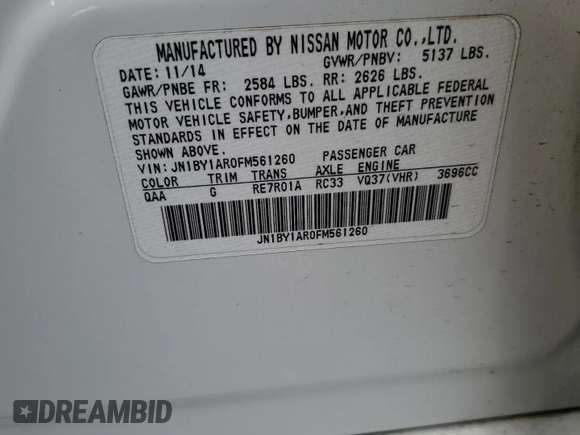 MANUFACTURED BY NISSAN MOTOR CO.,LTD.
DATE: 11/14 GVWR/PNBV: 5137 LBS.
GAWR/PNBE FR: 2584 LBS. RR: 2626 LBS.
THIS VEHICLE CONFORMS TO ALL APPLICABLE FEDERAL
MOTOR VEHICLE SAFETY,BUMPER,AND THEFT PREVENTION
STANDARDS IN EFFECT ON THE DATE OF MANUFACTURE
SHOWN ABOVE.
VIN: JN1BY1AR0FM561260 PASSENGER CAR
COLOR TRIM TRANS AXLE ENGINE
QAA G RE7R01A RC33 VQ37(VHR) 3696CC
JN1BY1AR0FM561260
DREAMBID